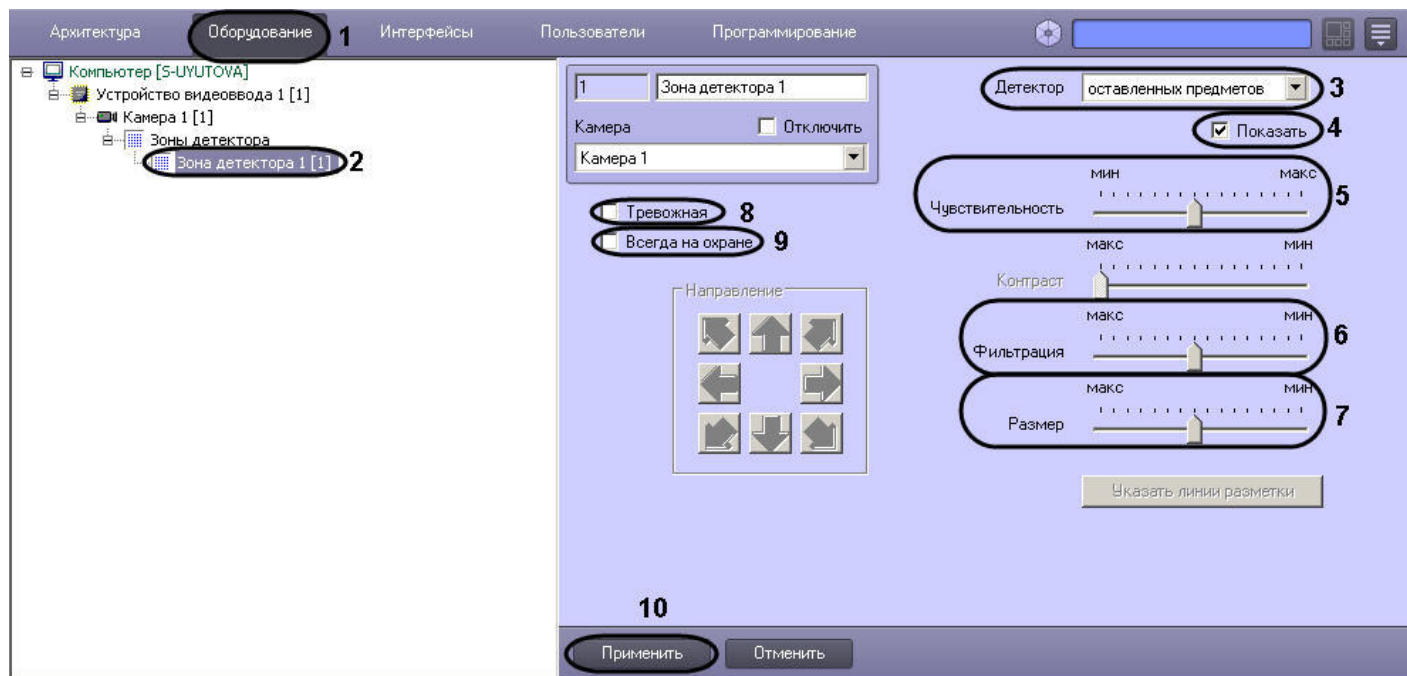 Архитектура Оборудование 1 Интерфейсы Пользователи Программирование
Компьютер [S-UYUTOVA]
Устройство видеоввода 1 [1]
Камера 1 [1]
Зоны детектора
Зона детектора 1 [1] 2
1 Зона детектора 1
Камера Отключить
Камера 1
Тревожная 8
Всегда на охране 9
Направление
Детектор оставленных предметов 3
Показать 4
мин макс
Чувствительность 5
макс мин
Контраст
макс мин
Фильтрация 6
макс мин
Размер 7
Указать линии разметки
10
Применить Отменить